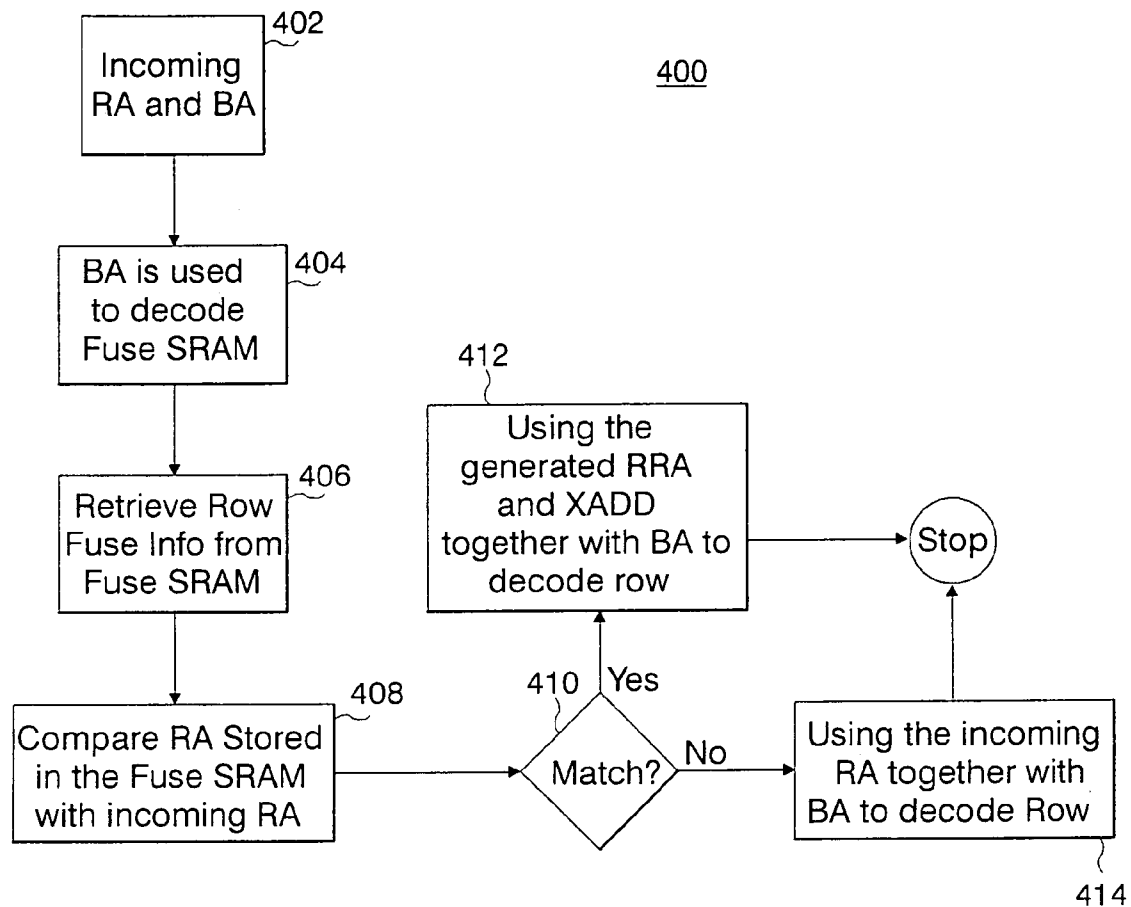 402
Incoming
RA and BA
400
404
BA is used
to decode
Fuse SRAM
406
Retrieve Row
Fuse Info from
Fuse SRAM
408
Compare RA Stored
in the Fuse SRAM
with incoming RA
410
Match?
Yes
No
412
Using the
generated RRA
and XADD
together with BA to
decode row
Stop
Using the incoming
RA together with
BA to decode Row
414